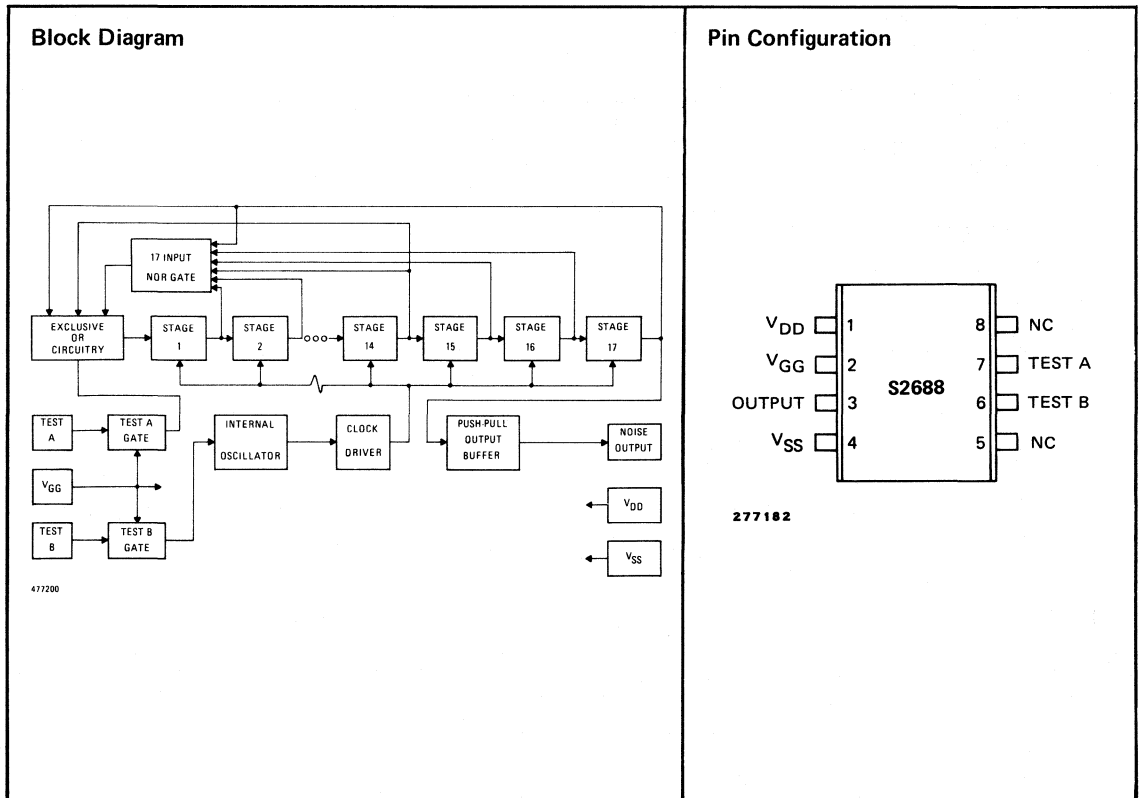 Block Diagram
17 INPUT
NOR GATE
EXCLUSIVE
OR
CIRCUITRY
STAGE
1
STAGE
2
STAGE
14
STAGE
15
STAGE
16
STAGE
17
TEST
A
TEST A
GATE
INTERNAL
OSCILLATOR
CLOCK
DRIVER
PUSH-PULL
OUTPUT
BUFFER
NOISE
OUTPUT
VGG
VDD
TEST
B
TEST B
GATE
VSS
477200
Pin Configuration
VDD 1
VGG 2
OUTPUT 3
VSS 4
S2688
8 NC
7 TEST A
6 TEST B
5 NC
277182